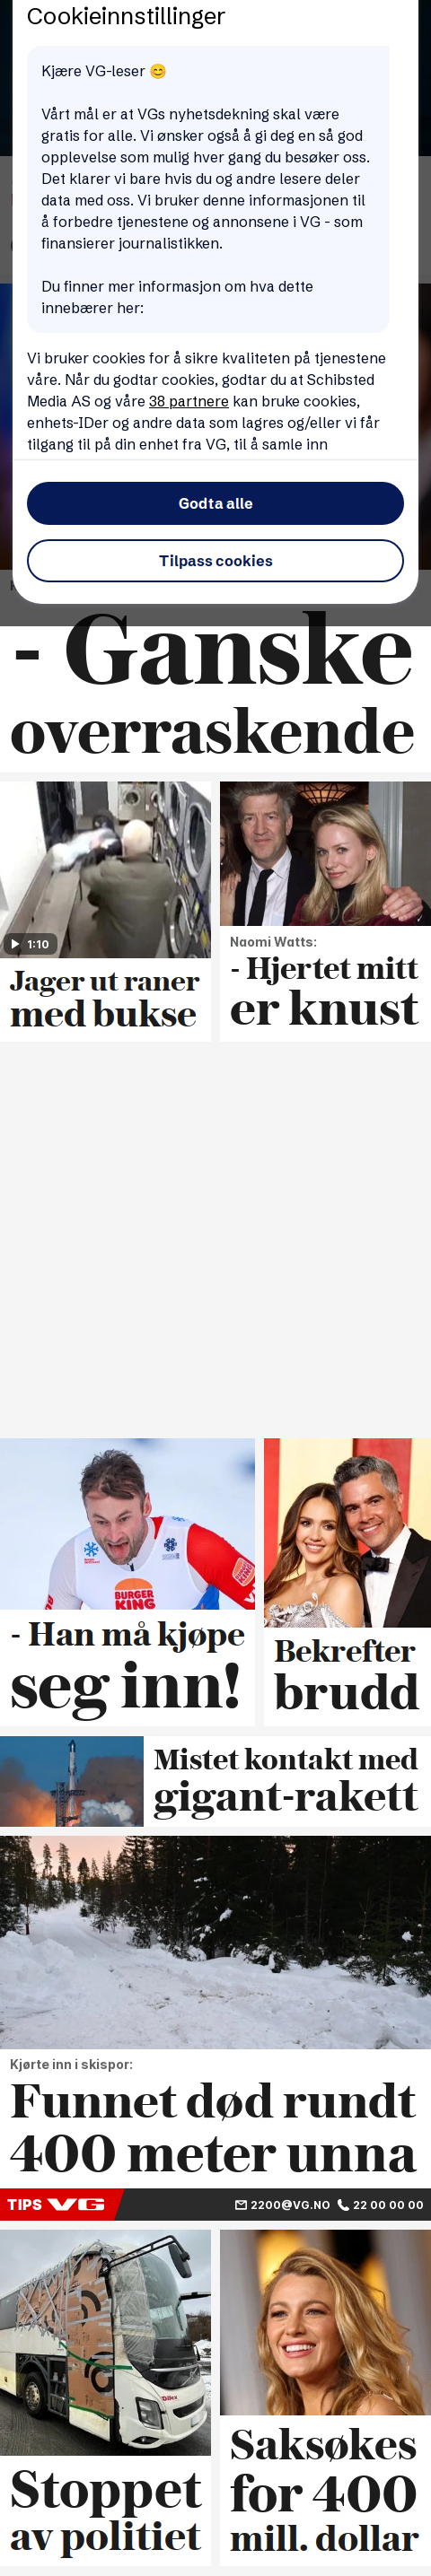 Cookieinnstillinger
Kjære VG-leser 😊
Vårt mål er at VGs nyhetsdekning skal være
gratis for alle. Vi ønsker også å gi deg en så god
opplevelse som mulig hver gang du besøker oss.
Det klarer vi bare hvis du og andre lesere deler
data med oss. Vi bruker denne informasjonen til
å forbedre tjenestene og annonsene i VG - som
finansierer journalistikken.
Du finner mer informasjon om hva dette
innebærer her:
Vi bruker cookies for å sikre kvaliteten på tjenestene
våre. Når du godtar cookies, godtar du at Schibsted
Media AS og våre 38 partnere kan bruke cookies,
enhets-IDer og andre data som lagres og/eller vi får
tilgang til på din enhet fra VG, til å samle inn
Godta alle
Tilpass cookies
- Ganske
overraskende
1:10
Jager ut raner
med bukse
Naomi Watts:
- Hjertet mitt
er knust
BURGER
KING
- Han må kjøpe
seg inn!
Bekrefter
brudd
Mistet kontakt med
gigant-rakett
Kjørte inn i skispor:
Funnet død rundt
400 meter unna
TIPS VG 2200@VG.NO 22 00 00 00
Stoppet
av politiet
Saksøkes
for 400
mill. dollar